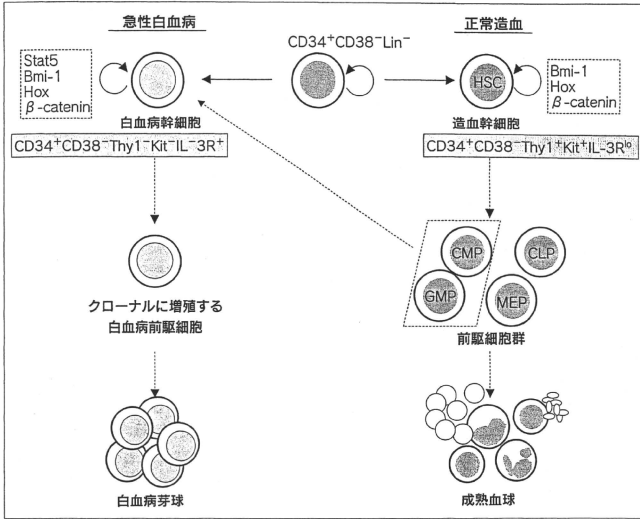 急性白血病
正常造血
CD34⁺CD38⁻Lin⁻
Stat5
Bmi-1
Hox
β-catenin
HSC
Bmi-1
Hox
β-catenin
白血病幹細胞
造血幹細胞
CD34⁺CD38⁻Thy1⁻Kit⁻IL-3R⁺
CD34⁺CD38⁻Thy1⁺Kit⁺IL-3Rˡᵒ
CMP
CLP
GMP
MEP
クローナルに増殖する
白血病前駆細胞
前駆細胞群
白血病芽球
成熟血球